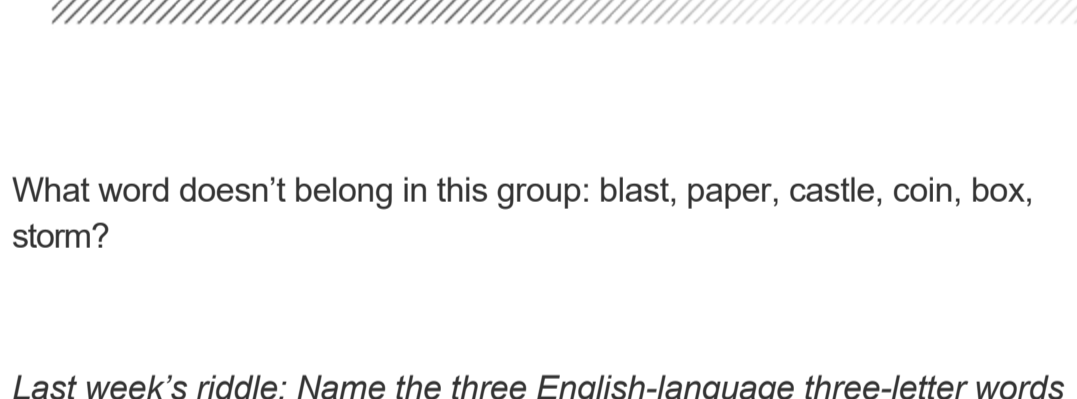 What word doesn’t belong in this group: blast, paper, castle, coin, box,
storm?
Last week’s riddle: Name the three English-language three-letter words